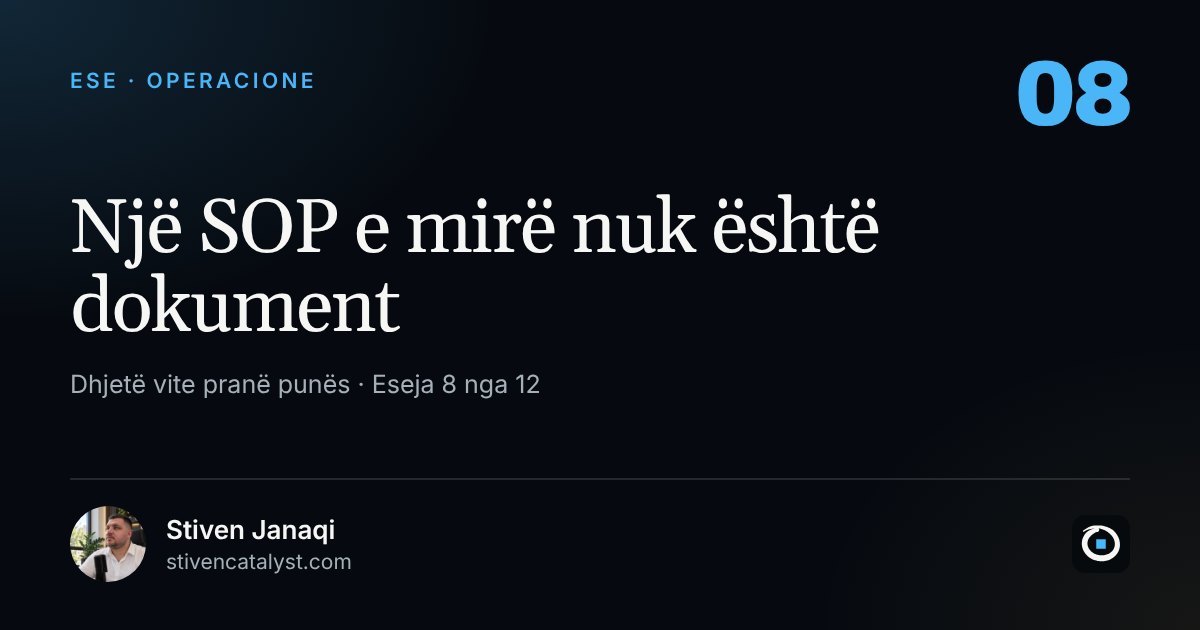 ESE · OPERACIONE
08
Një SOP e mirë nuk është
dokument
Dhjetë vite pranë punës · Eseja 8 nga 12
Stiven Janaqi
stivencatalyst.com